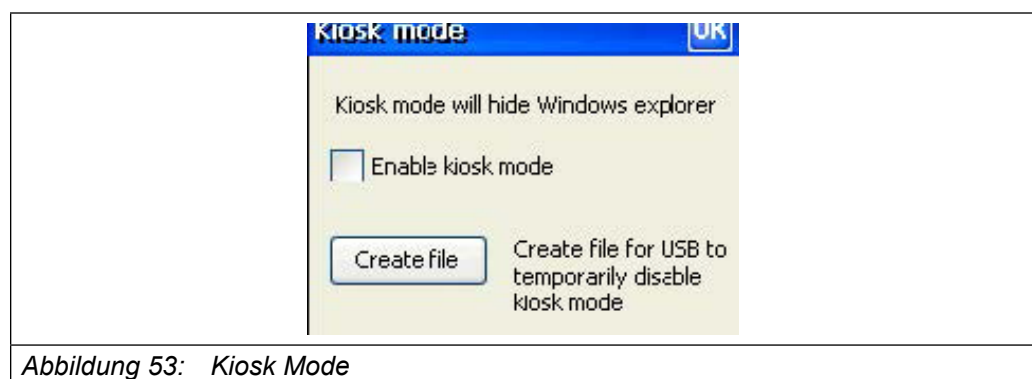 Kiosk mode
OK
Kiosk mode will hide Windows explorer
Enable kiosk mode
Create file
Create file for USB to
temporarily disable
kiosk mode
Abbildung 53: Kiosk Mode